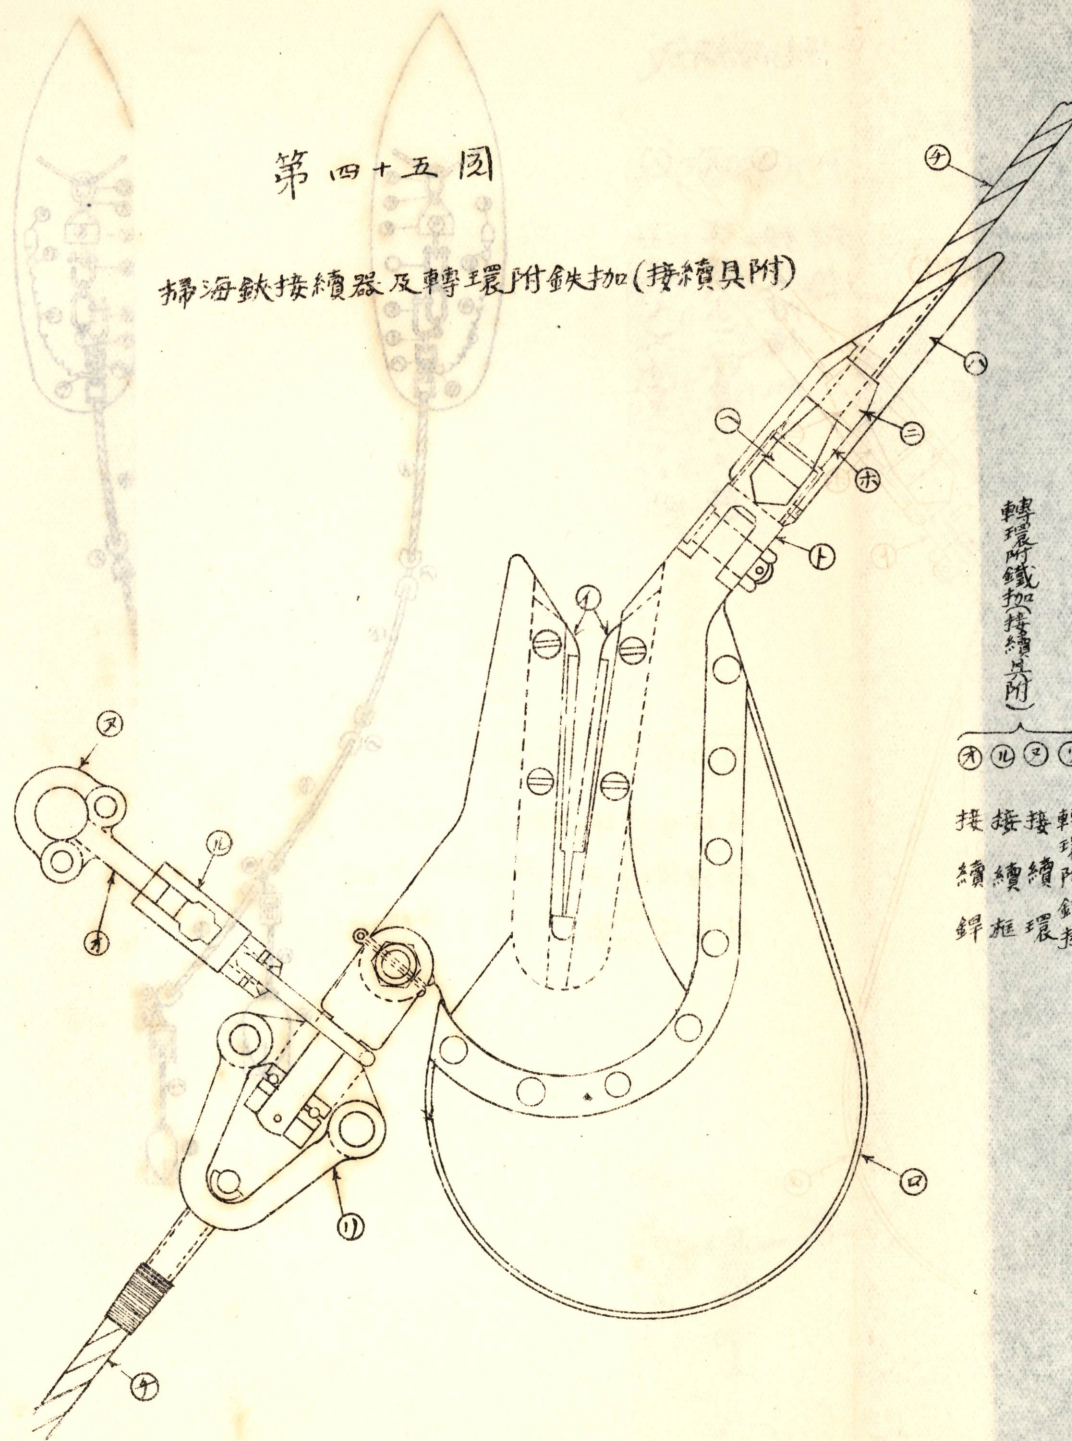 第四十五図
掃海鋏接續器及轉環附鉄枷(接續具附)
チ
ハ
ニ
ヘ
ホ
ト
イ
ヌ
ル
オ
ロ
リ
チ
轉環附鐵枷(接續具附)
ヌ 接續環
ル 接續框
オ 接續鐸